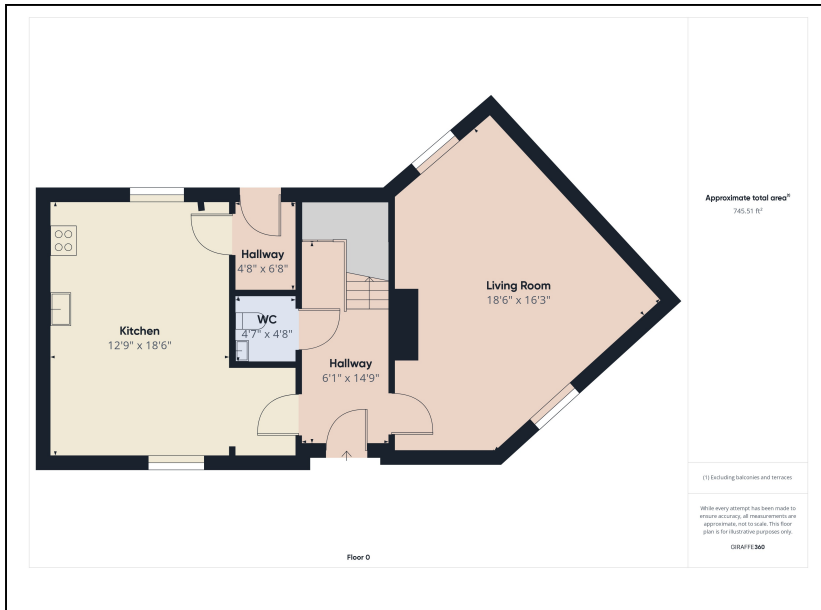 Hallway
4'8" x 6'8"
WC
4'7" x 4'8"
Kitchen
12'9" x 18'6"
Hallway
6'1" x 14'9"
Living Room
18'6" x 16'3"
Floor 0
Approximate total area⁽¹⁾
745.51 ft²
(1) Excluding balconies and terraces
While every attempt has been made to
ensure accuracy, all measurements are
approximate, not to scale. This floor
plan is for illustrative purposes only.
GIRAFFE360